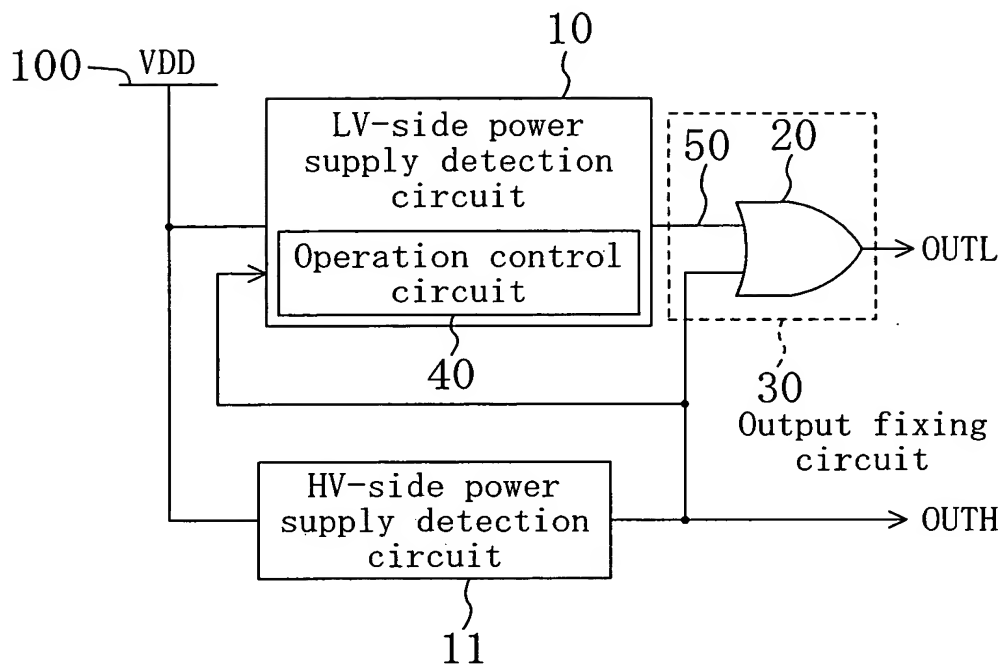 10
100
VDD
LV-side power
supply detection
circuit
50
20
Operation control
circuit
OUTL
40
30
Output fixing
circuit
HV-side power
supply detection
circuit
OUTH
11